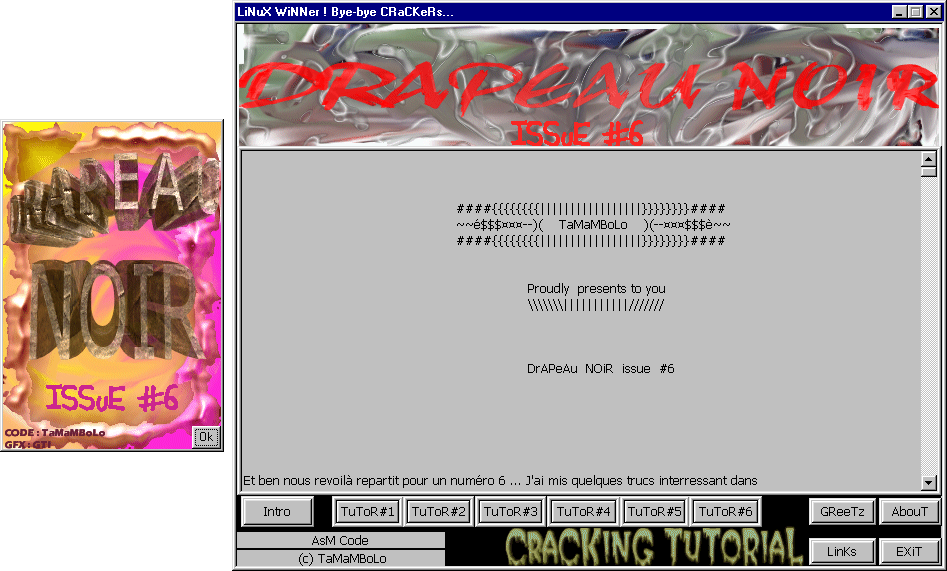 DRAPEAU
NOIR
ISSuE #6
CODE : TaMaMBoLo
GFX : GTI
Ok
LiNuX WiNNer ! Bye-bye CRaCKeRs...
DRAPEAU NOIR
ISSuE #6
####{{{{{{{{|||||||||||||||||}}}}}}}}####
~~é$$$¤¤¤--)( TaMaMBoLo )(--¤¤¤$$$è~~
####{{{{{{{{|||||||||||||||||}}}}}}}}####
Proudly presents to you
\\\\\\\|||||||||||///////
DrAPeAu NOiR issue #6
Et ben nous revoilà repartit pour un numéro 6 ... J'ai mis quelques trucs interressant dans
Intro TuToR#1 TuToR#2 TuToR#3 TuToR#4 TuToR#5 TuToR#6 GReeTz AbouT
AsM Code
(c) TaMaMBoLo
CRaCKiNG TUTORiAL
LinKs EXiT